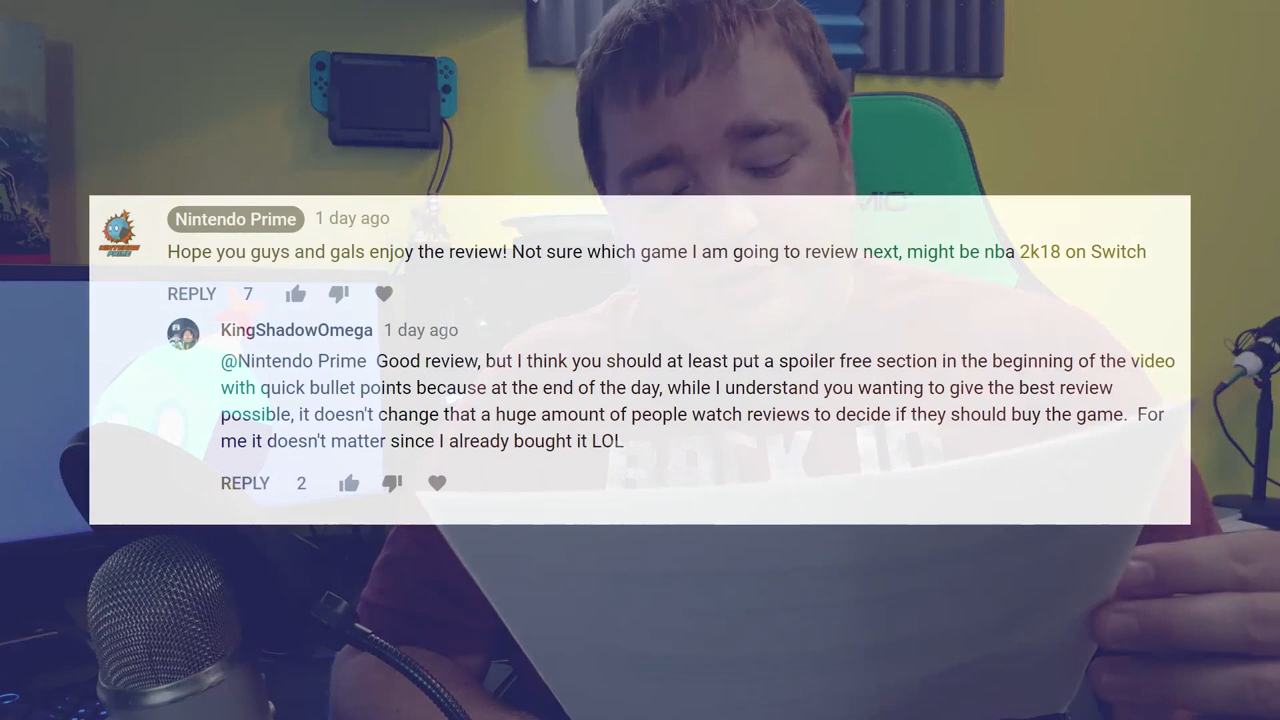 Nintendo Prime 1 day ago
Hope you guys and gals enjoy the review! Not sure which game I am going to review next, might be nba 2k18 on Switch
REPLY 7
KingShadowOmega 1 day ago
@Nintendo Prime Good review, but I think you should at least put a spoiler free section in the beginning of the video
with quick bullet points because at the end of the day, while I understand you wanting to give the best review
possible, it doesn't change that a huge amount of people watch reviews to decide if they should buy the game. For
me it doesn't matter since I already bought it LOL
REPLY 2